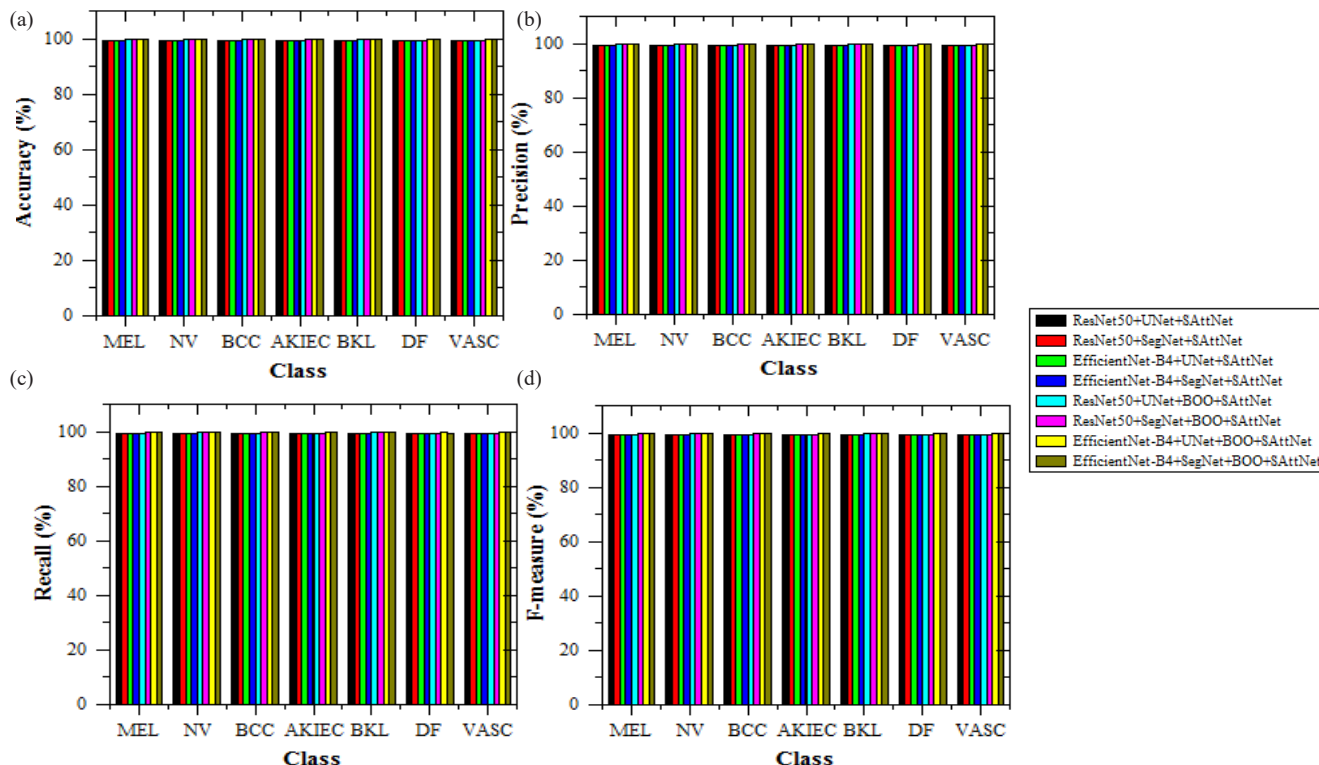 (a)
Accuracy (%)
100
80
60
40
20
0
MEL NV BCC AKIEC BKL DF VASC
Class
(b)
Precision (%)
100
80
60
40
20
0
MEL NV BCC AKIEC BKL DF VASC
Class
(c)
Recall (%)
100
80
60
40
20
0
MEL NV BCC AKIEC BKL DF VASC
Class
(d)
F-measure (%)
100
80
60
40
20
0
MEL NV BCC AKIEC BKL DF VASC
Class
ResNet50+UNet+SAttNet
ResNet50+SegNet+SAttNet
EfficientNet-B4+UNet+SAttNet
EfficientNet-B4+SegNet+SAttNet
ResNet50+UNet+BOO+SAttNet
ResNet50+SegNet+BOO+SAttNet
EfficientNet-B4+UNet+BOO+SAttNet
EfficientNet-B4+SegNet+BOO+SAttNet